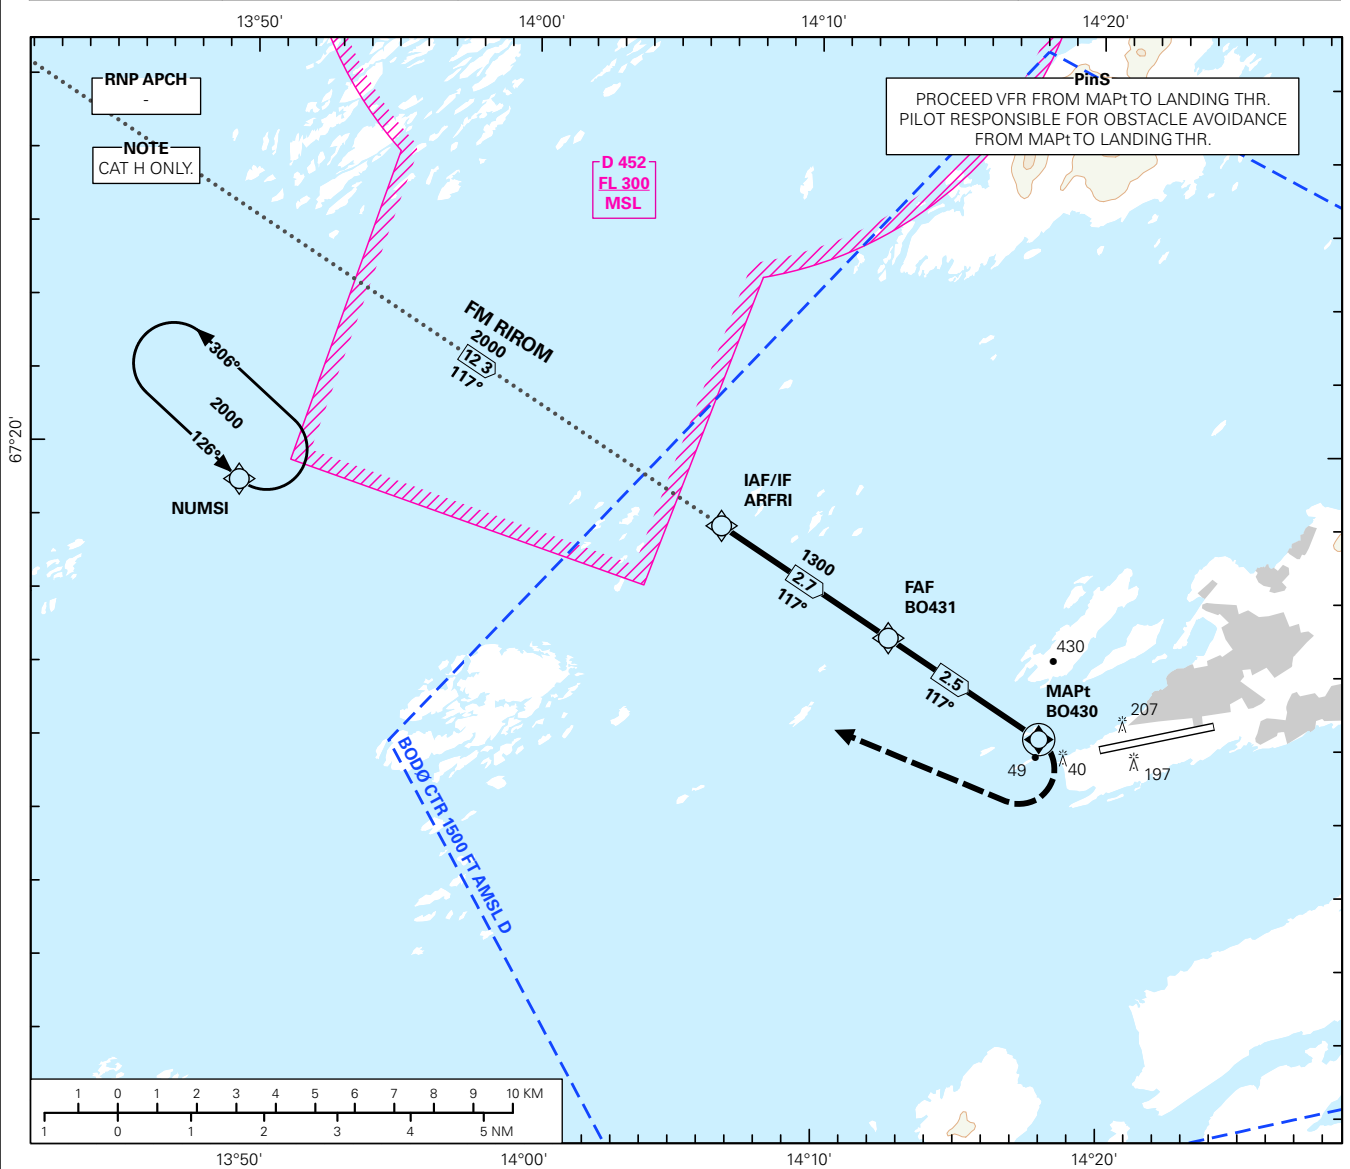 13°50'
14°00'
14°10'
14°20'
RNP APCH
-
NOTE
CAT H ONLY.
D 452
FL 300
MSL
PinS
PROCEED VFR FROM MAPt TO LANDING THR.
PILOT RESPONSIBLE FOR OBSTACLE AVOIDANCE
FROM MAPt TO LANDING THR.
FM RIROM
2000
12.3
117°
306°
2000
126°
NUMSI
67°20'
IAF/IF
ARFRI
1300
2.7
117°
FAF
BO431
2.5
117°
430
MAPt
BO430
207
49
40
197
BODØ CTR 1500 FT AMSL D
1 0 1 2 3 4 5 6 7 8 9 10 KM
1 0 1 2 3 4 5 NM
13°50'
14°00'
14°10'
14°20'